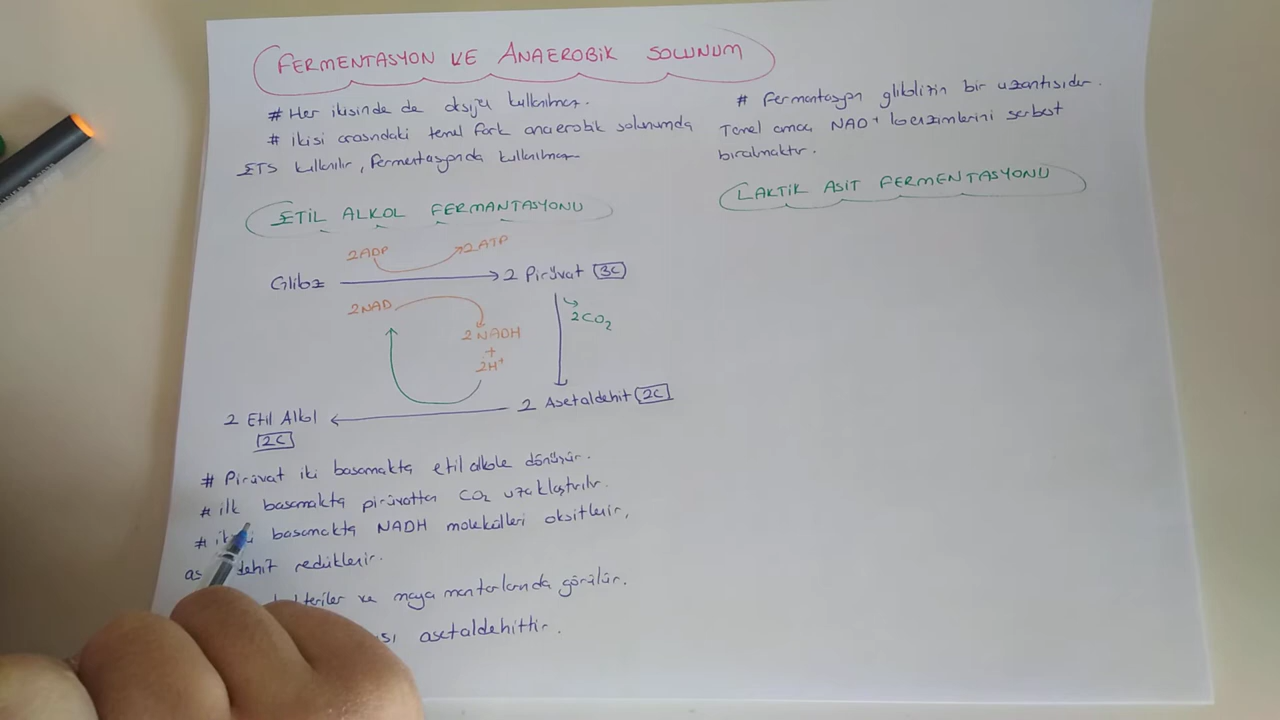 FERMENTASYON VE ANAEROBİK SOLUNUM
# Her ikisinde de oksijen kullanılmaz.
# ikisi arasındaki temel fark anaerobik solunumda
ETS kullanılır, fermentasyonda kullanılmaz
# fermantasyon glikolizin bir uzantısıdır.
Temel amaç NAD+ koenzimlerini serbest
bırakmaktır.
ETİL ALKOL FERMANTASYONU
2ADP 2ATP
Glikoz 2 Pirüvat 3C
2NAD 2CO2
2NADH
+
2H+
2 Asetaldehit 2C
2 Etil Alkol
2C
# Pirüvat iki basamakta etil alkole dönüşür.
# ilk basamakta pirüvattan CO2 uzaklaştırılır.
# basamakta NADH molekülleri oksitlenir,
redüklenir.
ve maya mantarlarında görülür.
asetaldehittir.
LAKTİK ASİT FERMENTASYONU